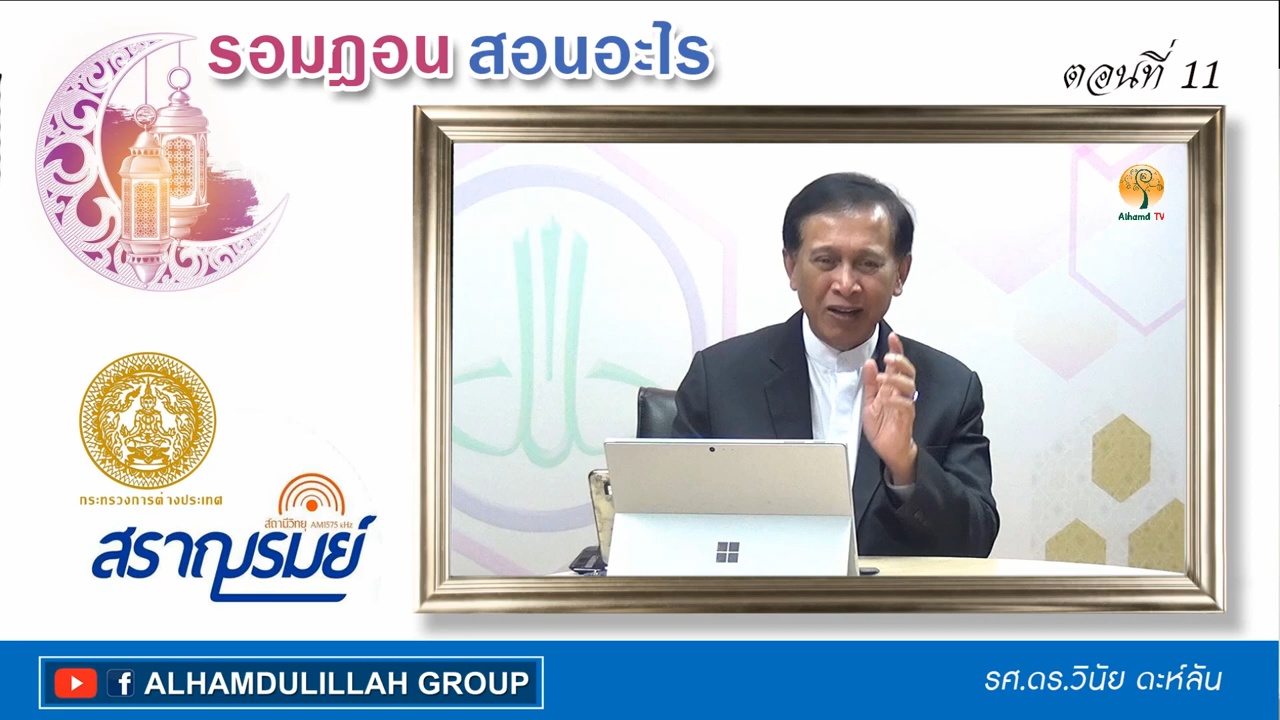 รอมฎอน สอนอะไร
ตอนที่ 11
Alhamd TV
กระทรวงการต่างประเทศ
สถานีวิทยุ AM1575 kHz
สราญรมย์
ALHAMDULILLAH GROUP
รศ.ดร.วินัย ดะห์ลัน